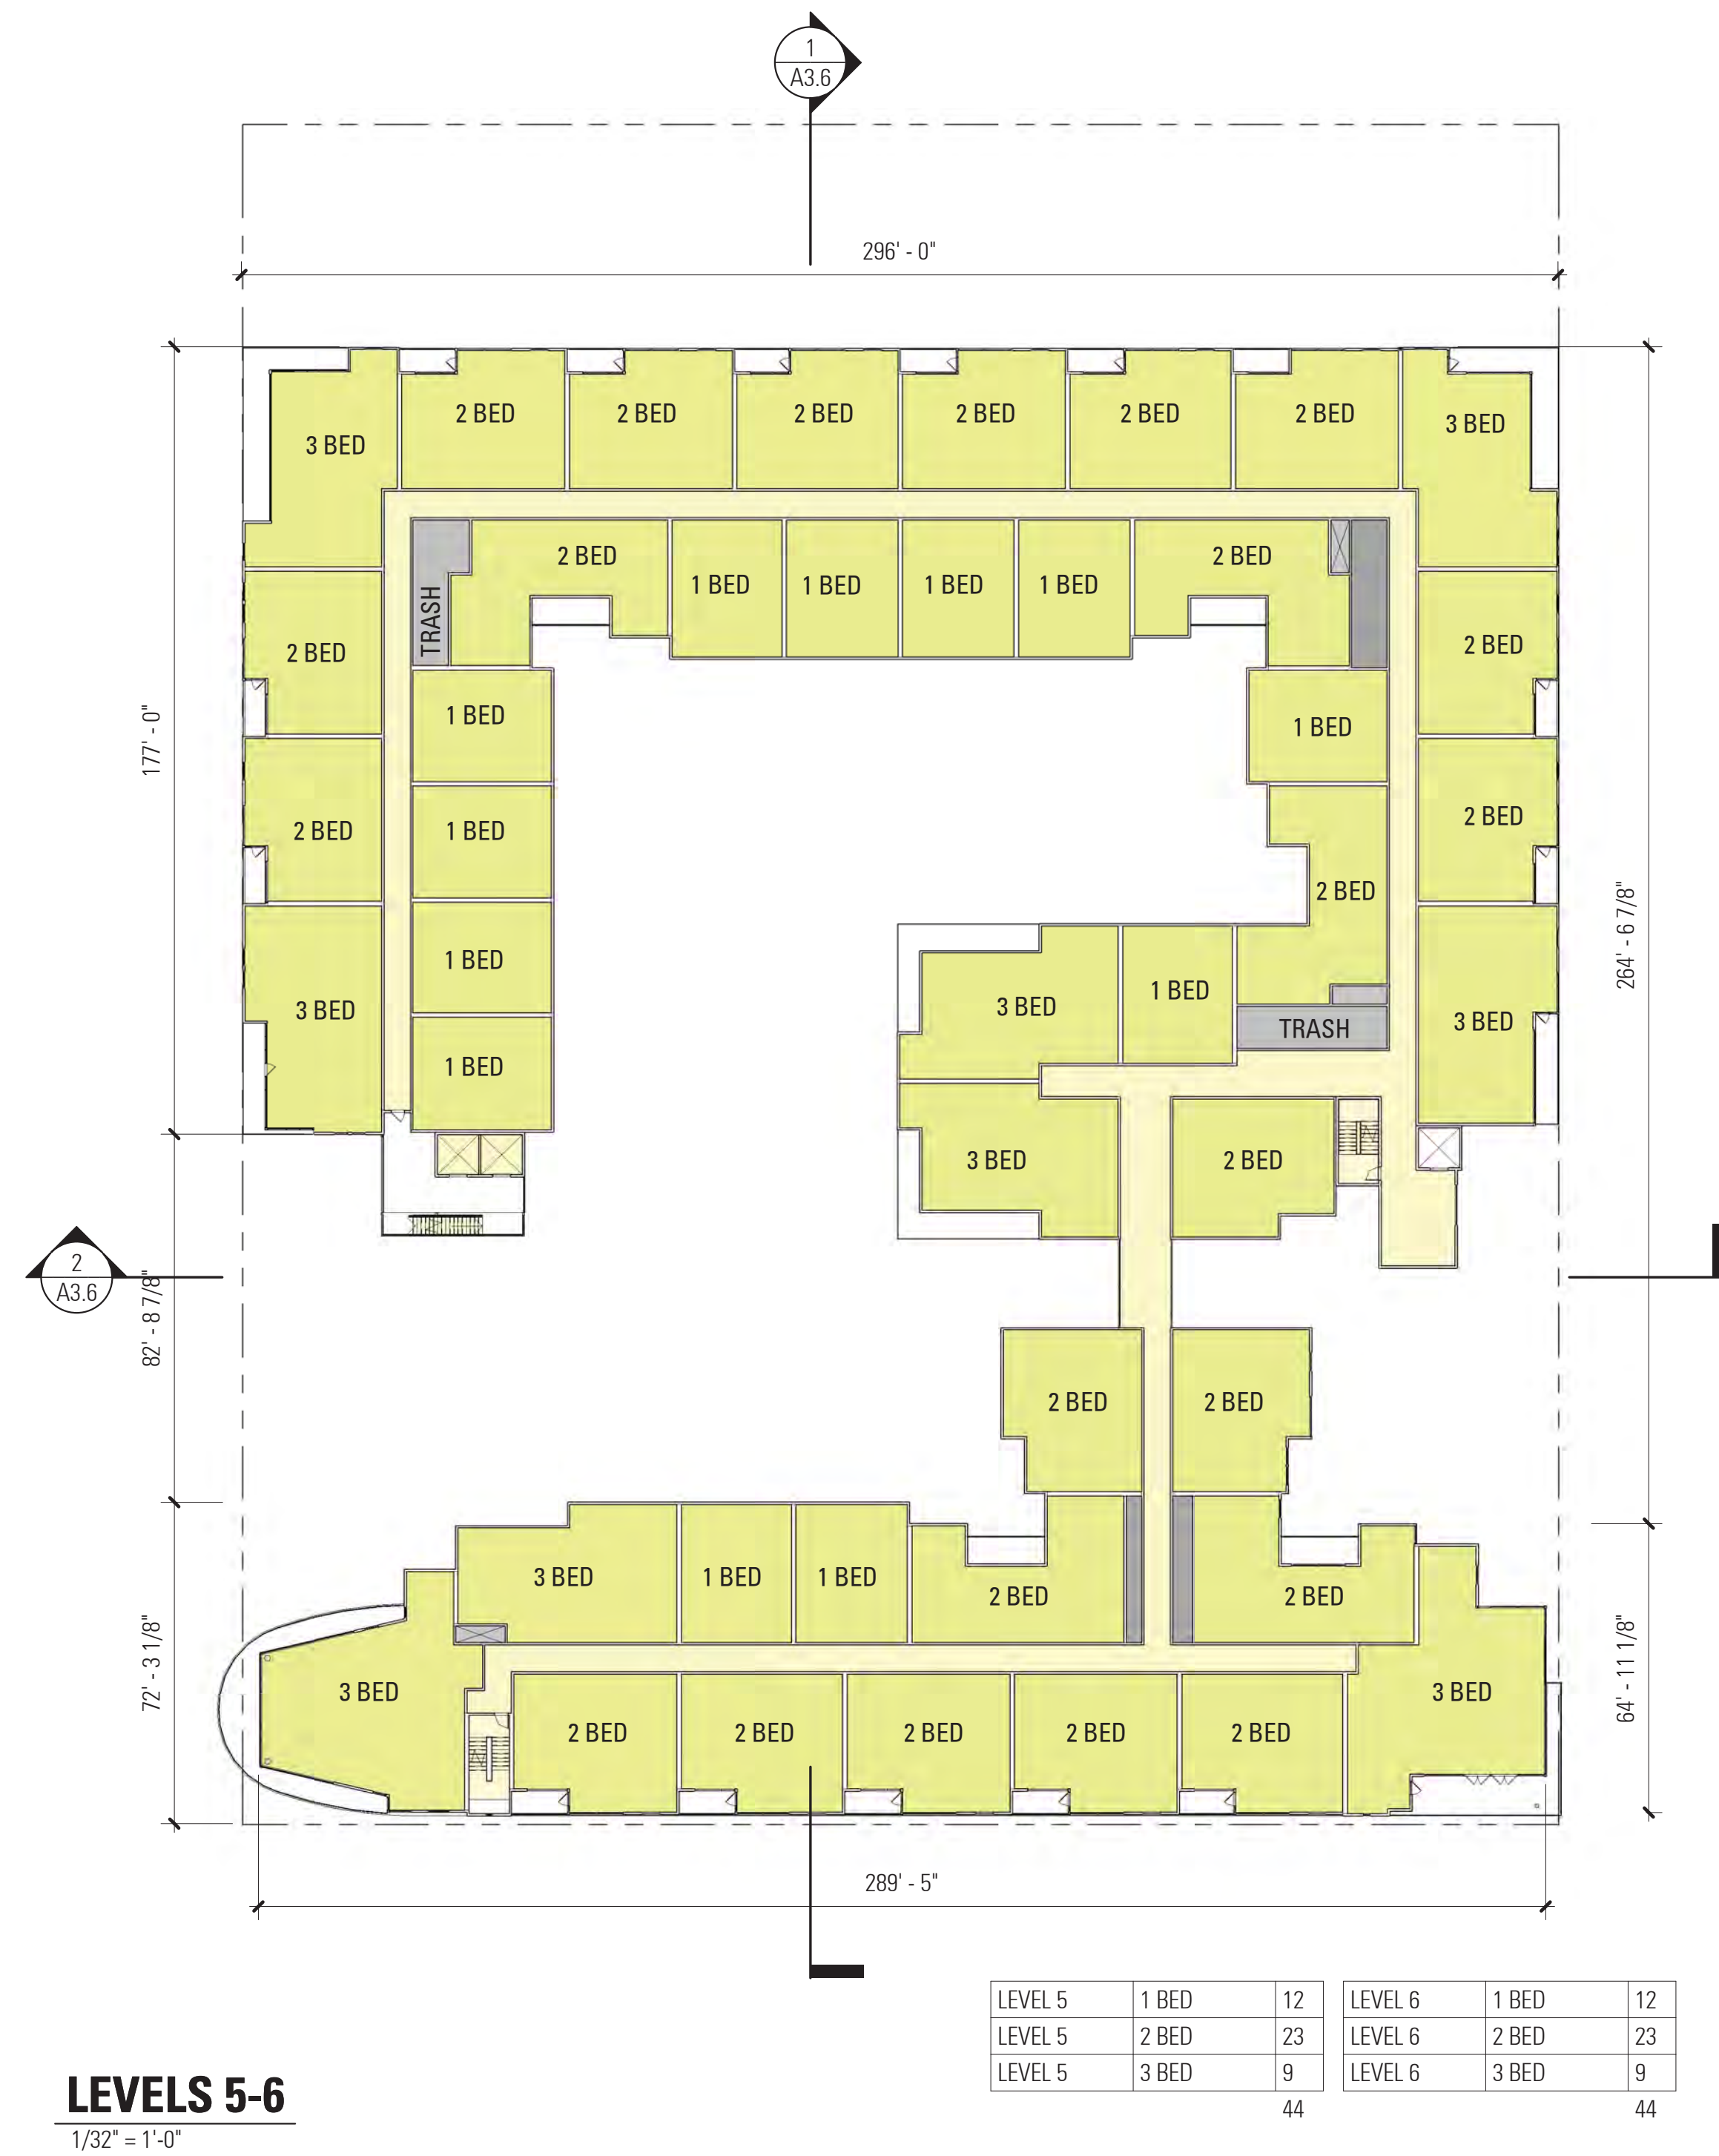 1
A3.6
296' - 0"
2 BED 2 BED 2 BED 2 BED 2 BED 2 BED
3 BED 3 BED
2 BED 2 BED
1 BED 1 BED 1 BED 1 BED
TRASH
2 BED 2 BED
1 BED 1 BED
177' - 0"
2 BED 1 BED 2 BED
2 BED
264' - 6 7/8"
1 BED 3 BED 1 BED
3 BED 3 BED
TRASH
1 BED
3 BED 2 BED
2
A3.6
82' - 8 7/8"
2 BED 2 BED
3 BED 1 BED 1 BED 2 BED 2 BED
72' - 3 1/8"
64' - 11 1/8"
3 BED 3 BED
2 BED 2 BED 2 BED 2 BED 2 BED
289' - 5"
LEVEL 5 1 BED 12 LEVEL 6 1 BED 12
LEVEL 5 2 BED 23 LEVEL 6 2 BED 23
LEVEL 5 3 BED 9 LEVEL 6 3 BED 9
44 44
LEVELS 5-6
1/32" = 1'-0"